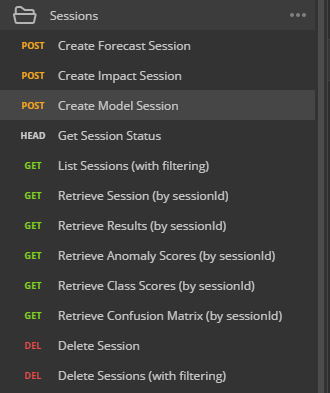 Sessions
POST Create Forecast Session
POST Create Impact Session
POST Create Model Session
HEAD Get Session Status
GET List Sessions (with filtering)
GET Retrieve Session (by sessionId)
GET Retrieve Results (by sessionId)
GET Retrieve Anomaly Scores (by sessionId)
GET Retrieve Class Scores (by sessionId)
GET Retrieve Confusion Matrix (by sessionId)
DEL Delete Session
DEL Delete Sessions (with filtering)